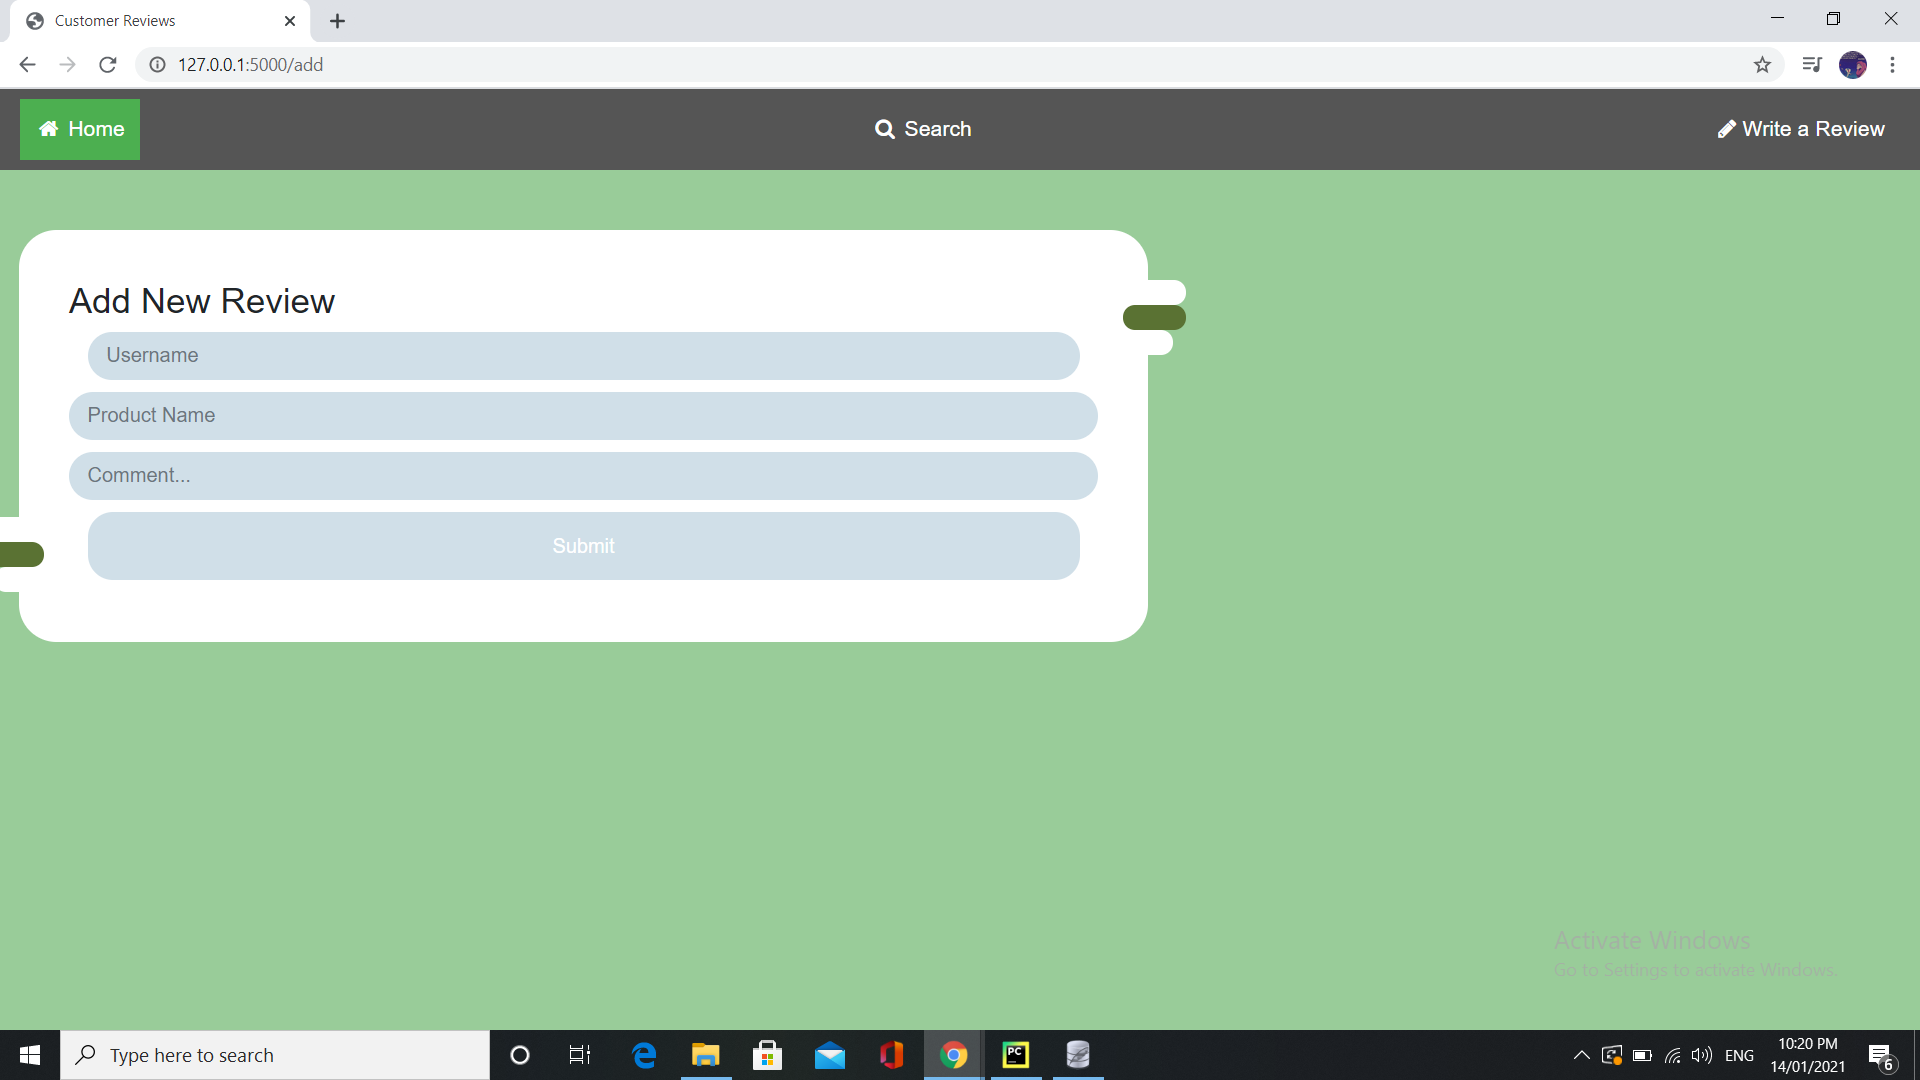 Customer Reviews
127.0.0.1:5000/add
Home
Search
Write a Review
Add New Review
Username
Product Name
Comment...
Submit
Activate Windows
Go to Settings to activate Windows.
Type here to search
PC
ENG
10:20 PM
14/01/2021
6